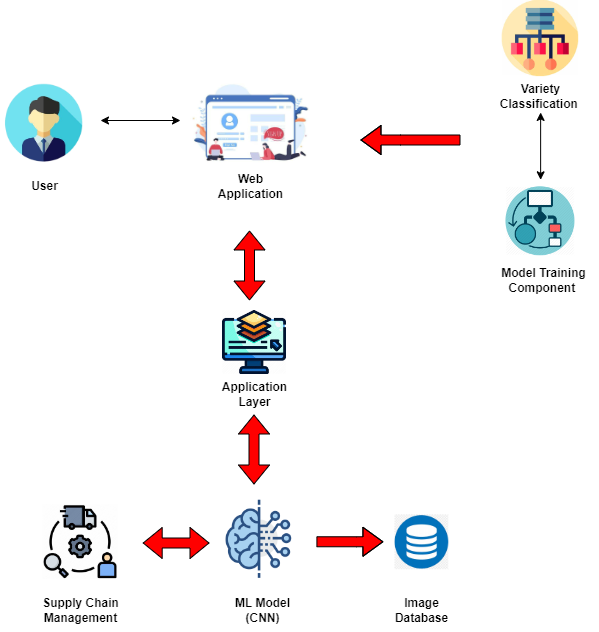 Variety
Classification
User
Web
Application
Model Training
Component
Application
Layer
Supply Chain
Management
ML Model
(CNN)
Image
Database